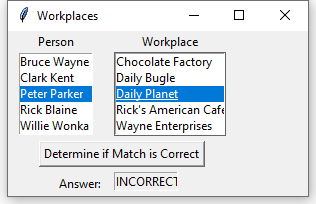 Workplaces
Person Workplace
Bruce Wayne
Clark Kent
Peter Parker
Rick Blaine
Willie Wonka
Chocolate Factory
Daily Bugle
Daily Planet
Rick's American Cafe
Wayne Enterprises
Determine if Match is Correct
Answer: INCORRECT